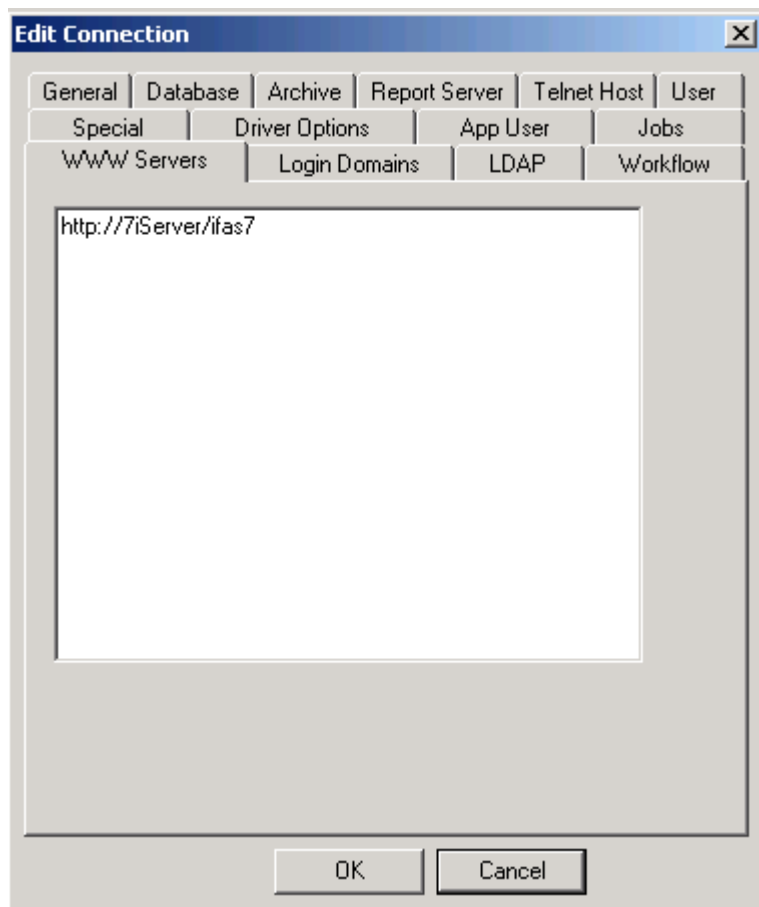 Edit Connection
General Database Archive Report Server Telnet Host User
Special Driver Options App User Jobs
WWW Servers Login Domains LDAP Workflow
http://7iServer/ifas7
OK Cancel